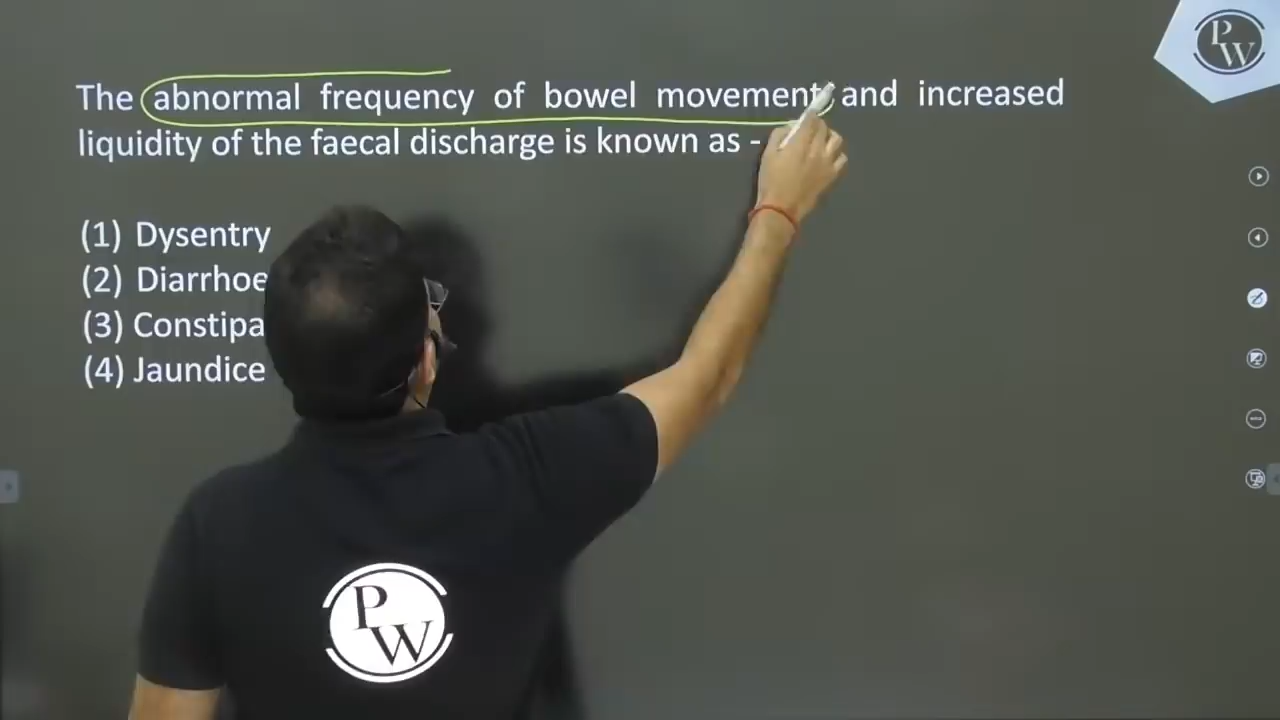 The abnormal frequency of bowel movement and increased
liquidity of the faecal discharge is known as -
(1) Dysentry
(2) Diarrhoe
(3) Constipa
(4) Jaundice
P
W
P
W